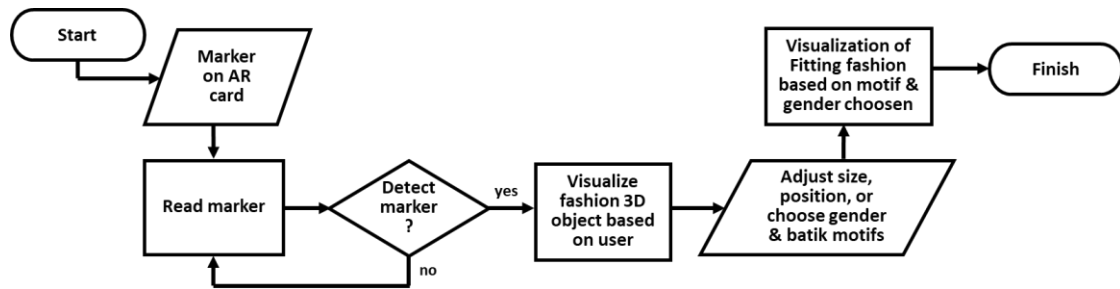 Start
Marker
on AR
card
Read marker
Detect
marker
?
yes
no
Visualize
fashion 3D
object based
on user
Adjust size,
position, or
choose gender
& batik motifs
Visualization of
Fitting fashion
based on motif &
gender choosen
Finish